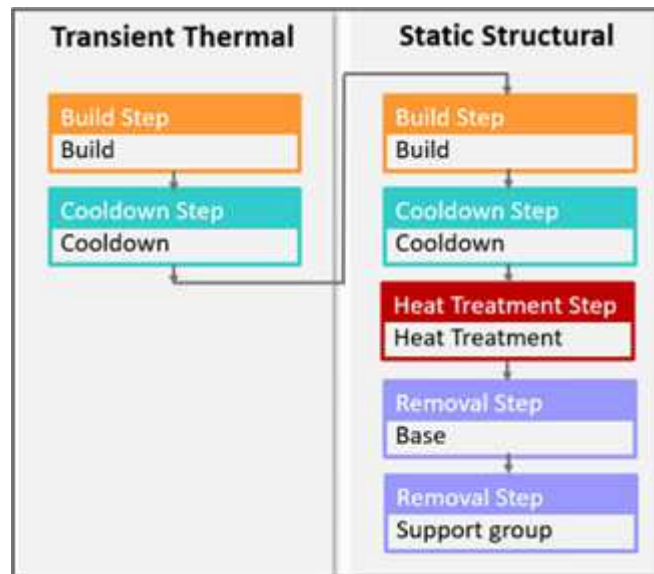 Transient Thermal
Build Step
Build
Cooldown Step
Cooldown
Static Structural
Build Step
Build
Cooldown Step
Cooldown
Heat Treatment Step
Heat Treatment
Removal Step
Base
Removal Step
Support group